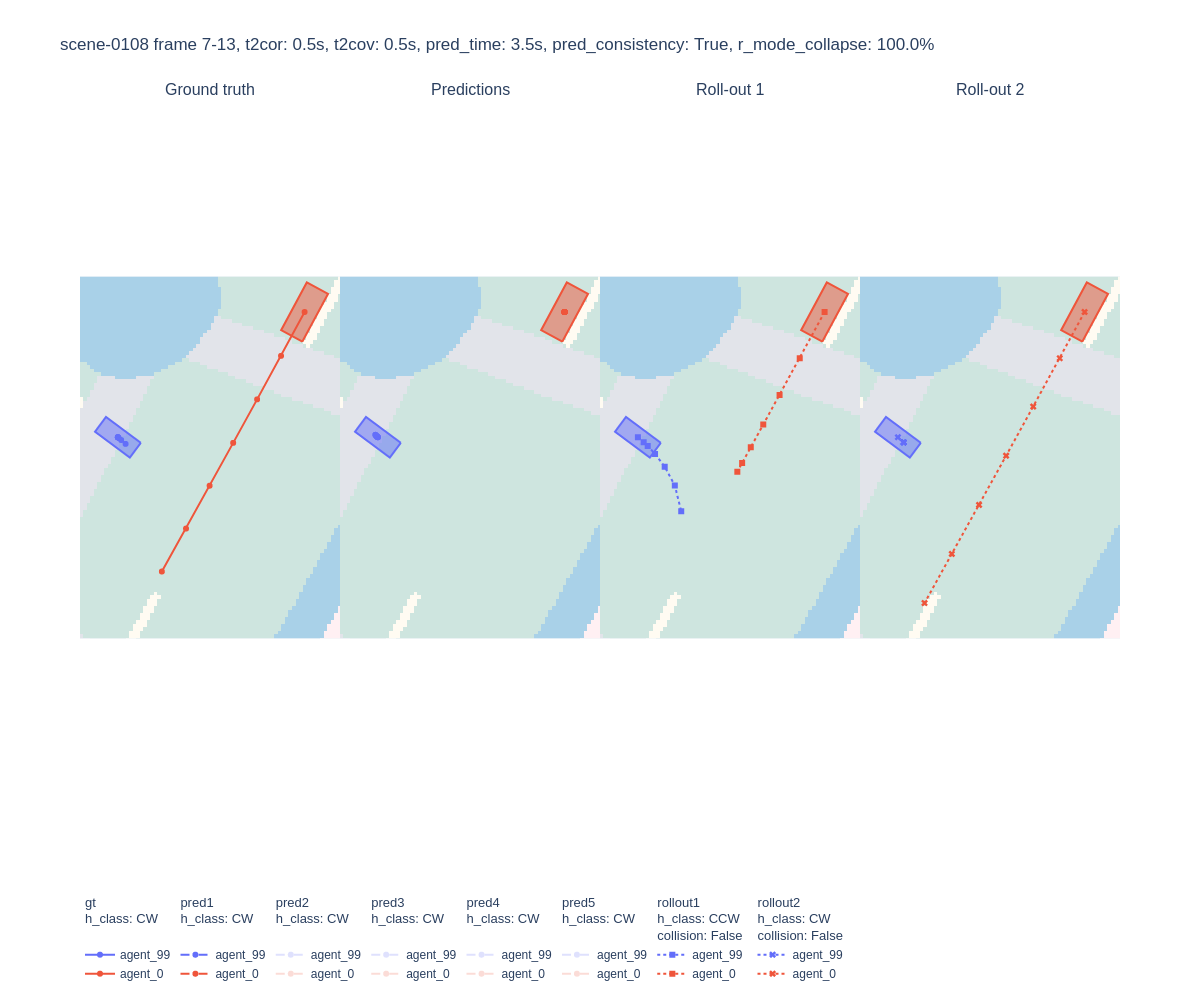 scene-0108 frame 7-13, t2cor: 0.5s, t2cov: 0.5s, pred_time: 3.5s, pred_consistency: True, r_mode_collapse: 100.0%
Ground truth Predictions Roll-out 1 Roll-out 2
gt pred1 pred2 pred3 pred4 pred5 rollout1 rollout2
h_class: CW h_class: CW h_class: CW h_class: CW h_class: CW h_class: CW h_class: CCW h_class: CW
collision: False collision: False
agent_99 agent_99 agent_99 agent_99 agent_99 agent_99 agent_99 agent_99
agent_0 agent_0 agent_0 agent_0 agent_0 agent_0 agent_0 agent_0